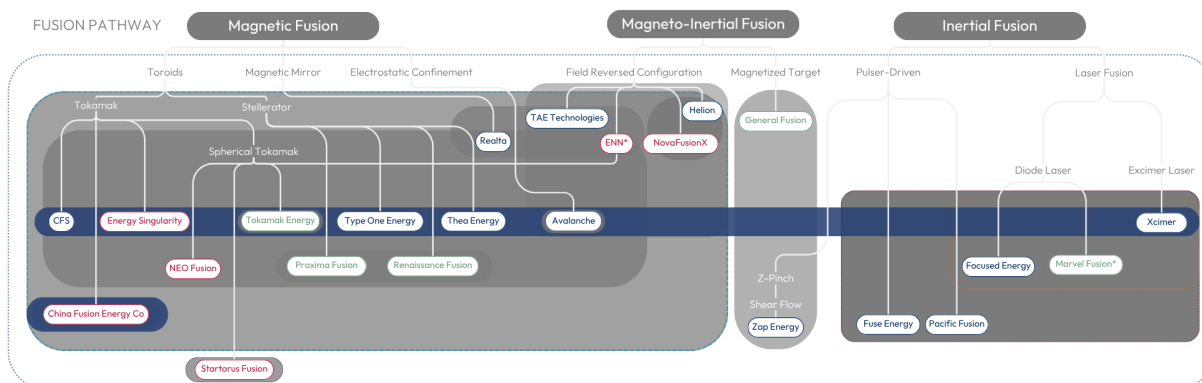 FUSION PATHWAY
Magnetic Fusion
Magneto-Inertial Fusion
Inertial Fusion
Toroids
Magnetic Mirror
Electrostatic Confinement
Field Reversed Configuration
Magnetized Target
Pulser-Driven
Laser Fusion
Tokamak
Stellerator
TAE Technologies
Helion
General Fusion
Realta
ENN*
NovaFusionX
Spherical Tokamak
Diode Laser
Excimer Laser
CFS
Energy Singularity
Tokamak Energy
Type One Energy
Thea Energy
Avalanche
Xcimer
NEO Fusion
Proxima Fusion
Renaissance Fusion
Focused Energy
Marvel Fusion*
Z-Pinch
Shear Flow
China Fusion Energy Co
Zap Energy
Fuse Energy
Pacific Fusion
Startorus Fusion